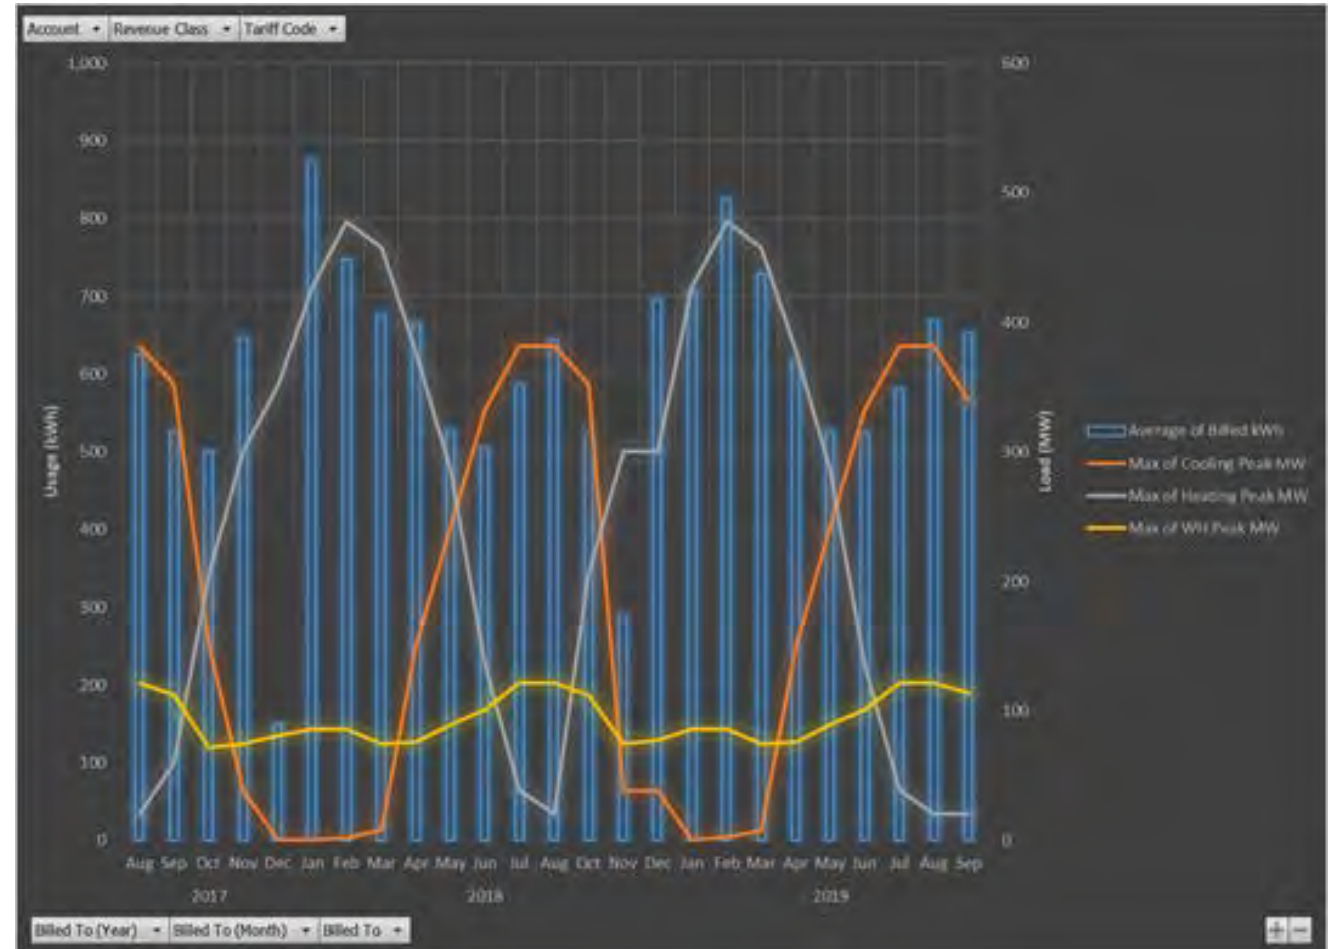 Account Revenue Class Tariff Code
1,000 600
900
500
800
700
400
600
500 300
400
200
300
200
100
100
0 0
Usage (kWh)
Load (MW)
Average of Billed kWh
Max of Cooling Peak MW
Max of Heating Peak MW
Max of WH Peak MW
Aug Sep Oct Nov Dec Jan Feb Mar Apr May Jun Jul Aug Oct Nov Dec Jan Feb Mar Apr May Jun Jul Aug Sep
2017 2018 2019
Billed To (Year) Billed To (Month) Billed To
+ −